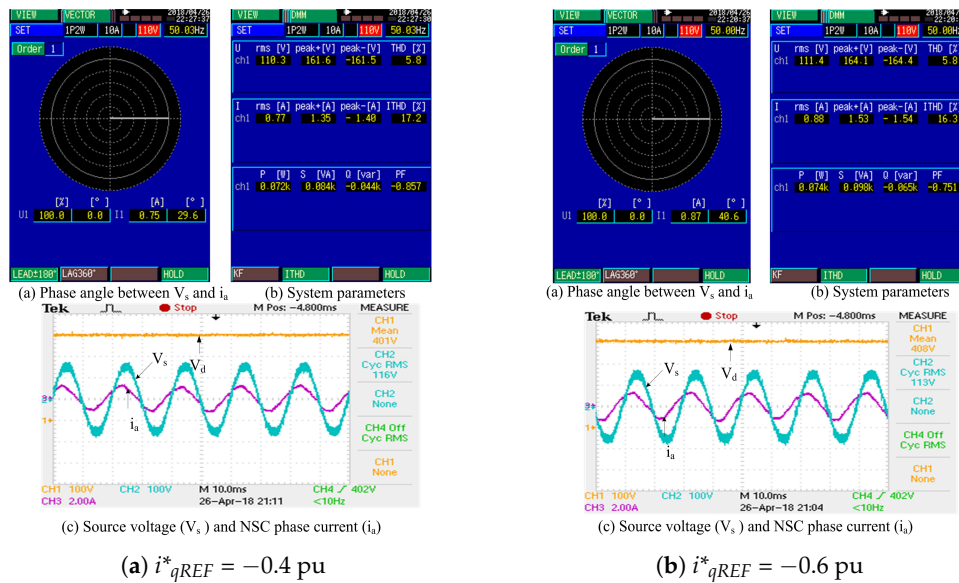 VIEW VECTOR 2018/04/26 22:27:37
SET 1P2W 10A 110V 50.03Hz
Order 1
[%] [° ] [A] [° ]
U1 100.0 0.0 I1 0.75 29.6
LEAD±180° LAG360° HOLD
(a) Phase angle between Vs and ia
VIEW DMM 2018/04/26 22:27:30
SET 1P2W 10A 110V 50.03Hz
U rms [V] peak+[V] peak-[V] THD [%]
ch1 110.3 161.6 -161.5 5.8
I rms [A] peak+[A] peak-[A] ITHD [%]
ch1 0.77 1.35 - 1.40 17.2
P [W] S [VA] Q [var] PF
ch1 0.072k 0.084k -0.044k -0.857
KF ITHD HOLD
(b) System parameters
Tek Stop M Pos: -4.800ms MEASURE
CH1
Mean
401V
CH2
Cyc RMS
116V
CH2
None
CH4 Off
Cyc RMS
CH1
None
Vs
Vd
ia
1
CH1 100V CH2 100V M 10.0ms CH4 402V
CH3 2.00A 26-Apr-18 21:11 <10Hz
(c) Source voltage (Vs ) and NSC phase current (ia)
(a) i*qREF = −0.4 pu
VIEW VECTOR 2018/04/26 22:20:37
SET 1P2W 10A 110V 50.00Hz
Order 1
[%] [° ] [A] [° ]
U1 100.0 0.0 I1 0.87 40.6
LEAD±180° LAG360° HOLD
(a) Phase angle between Vs and ia
VIEW DMM 2018/04/26 22:20:37
SET 1P2W 10A 110V 50.00Hz
U rms [V] peak+[V] peak-[V] THD [%]
ch1 111.4 164.1 -164.4 5.8
I rms [A] peak+[A] peak-[A] ITHD [%]
ch1 0.88 1.53 - 1.54 16.3
P [W] S [VA] Q [var] PF
ch1 0.074k 0.098k -0.065k -0.751
KF ITHD HOLD
(b) System parameters
Tek Stop M Pos: -4.800ms MEASURE
CH1
Mean
408V
CH2
Cyc RMS
113V
CH2
None
CH4 Off
Cyc RMS
CH1
None
Vs
Vd
ia
1
CH1 100V CH2 100V M 10.0ms CH4 402V
CH3 2.00A 26-Apr-18 21:04 <10Hz
(c) Source voltage (Vs ) and NSC phase current (ia)
(b) i*qREF = −0.6 pu